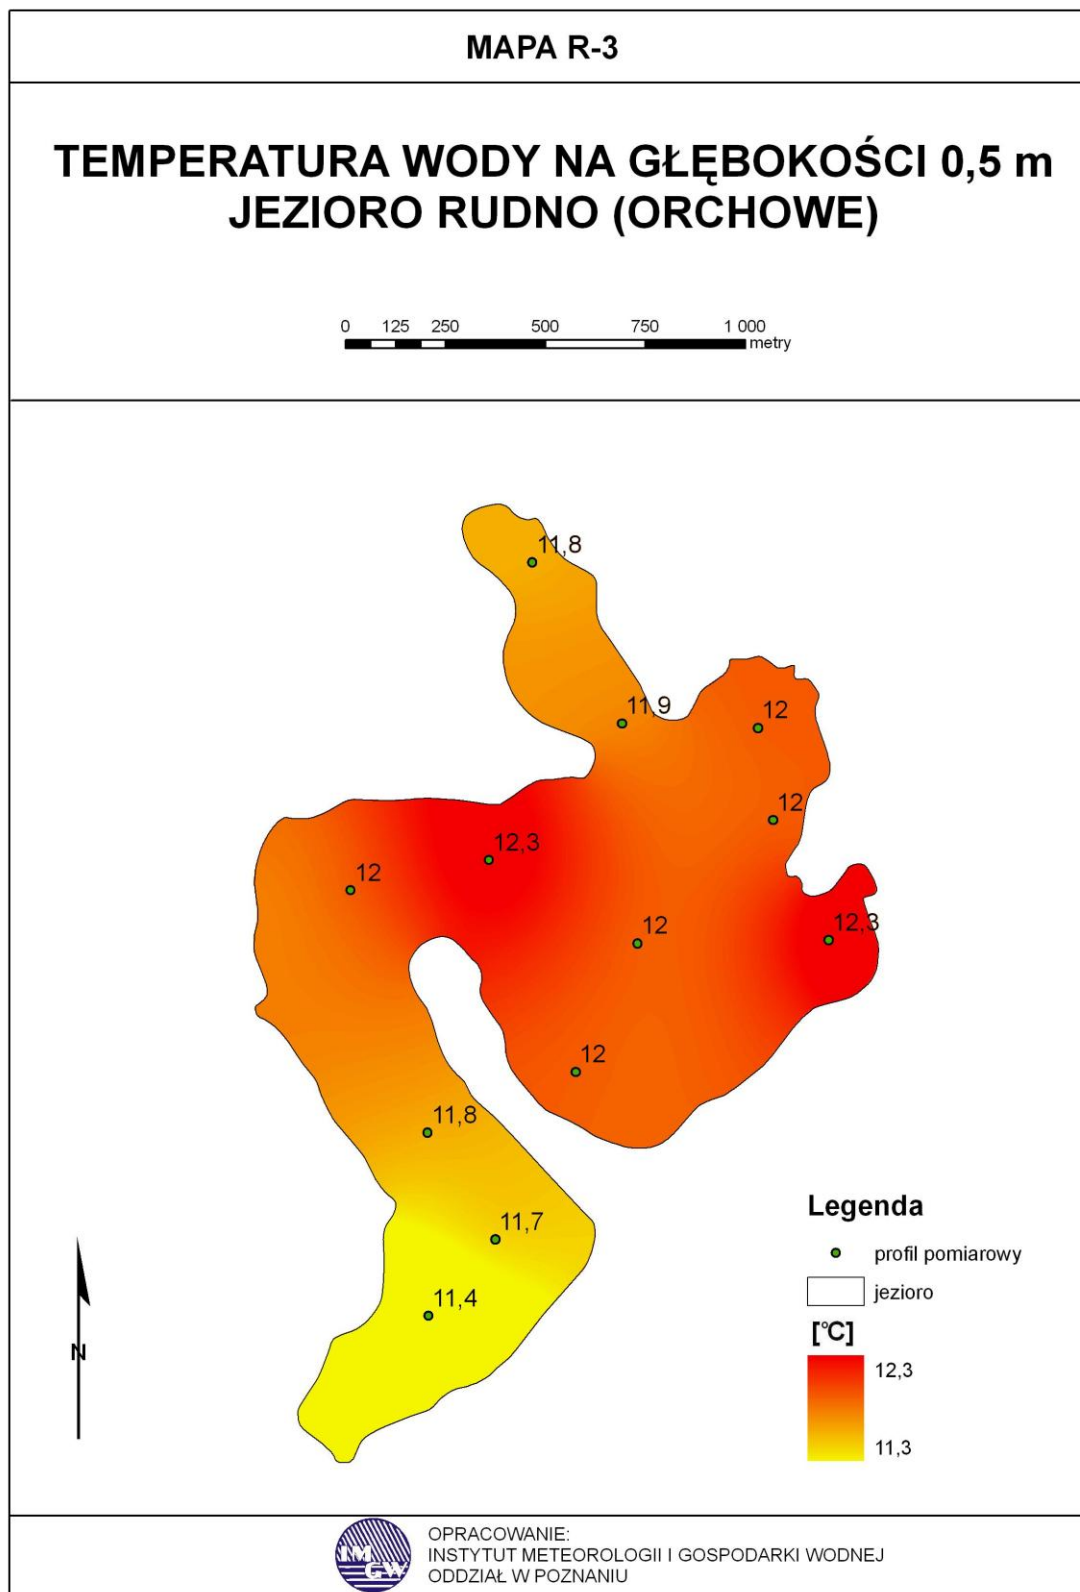 MAPA R-3
TEMPERATURA WODY NA GŁĘBOKOŚCI 0,5 m
JEZIORO RUDNO (ORCHOWE)
0 125 250 500 750 1 000
metry
11,8
11,9
12
12
12,3
12
12
12,3
12
11,8
11,7
11,4
Legenda
profil pomiarowy
jezioro
[°C]
12,3
11,3
N
IM
GW
OPRACOWANIE:
INSTYTUT METEOROLOGII I GOSPODARKI WODNEJ
ODDZIAŁ W POZNANIU